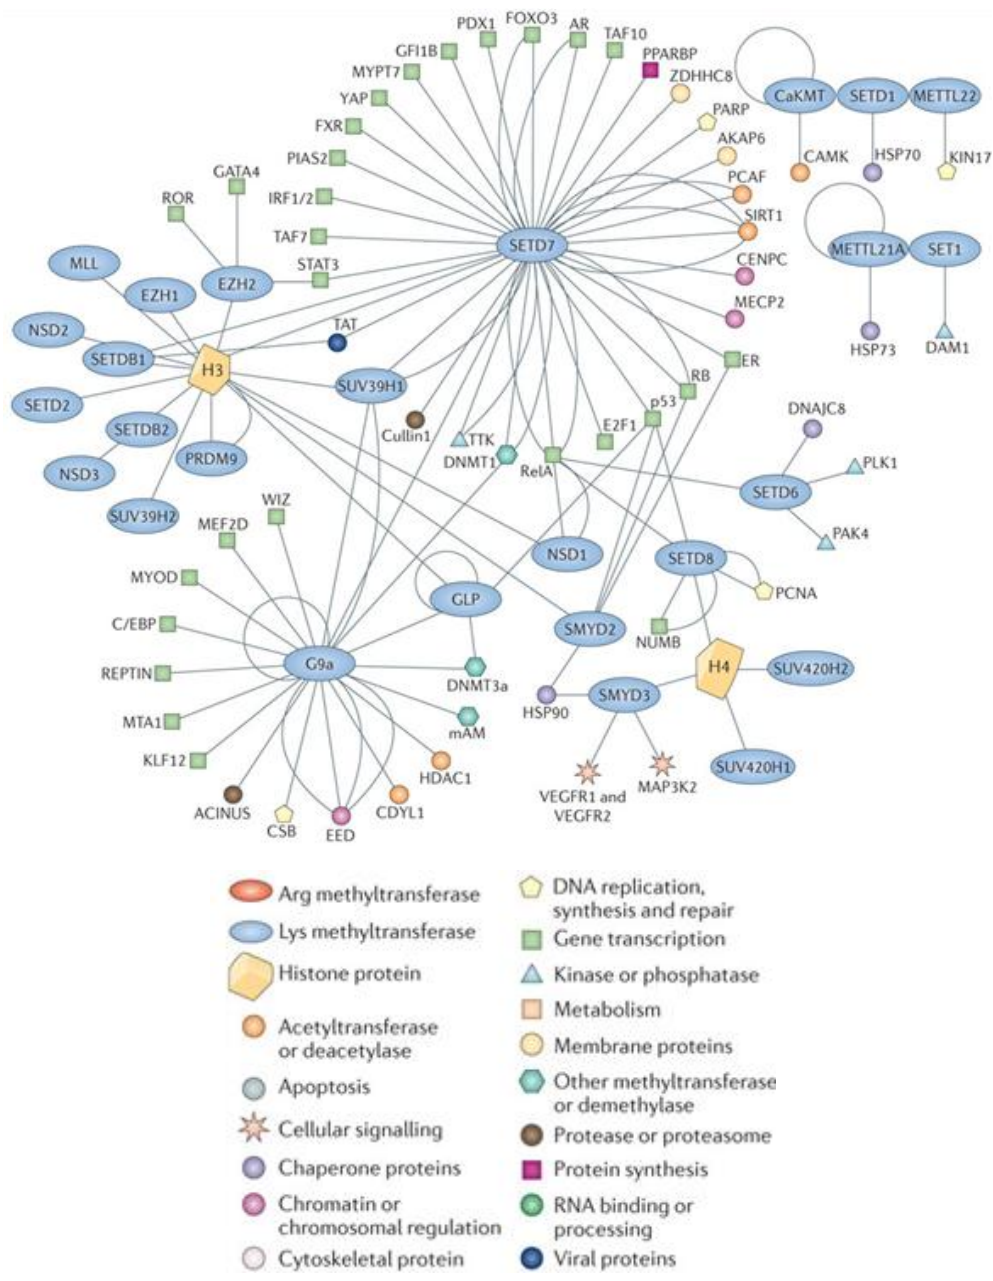 FOXO3
PDX1
AR
TAF10
GFI1B
PPARBP
MYPT7
ZDHHC8
YAP
PARP
FXR
AKAP6
PIAS2
PCAF
GATA4
IRF1/2
SIRT1
ROR
TAF7
SETD7
STAT3
CENPC
MECP2
CaKMT
SETD1
METTL22
CAMK
HSP70
KIN17
METTL21A
SET1
HSP73
DAM1
MLL
EZH1
EZH2
NSD2
TAT
SETDB1
H3
SUV39H1
ER
RB
SETD2
p53
SETDB2
Cullin1
TTK
E2F1
DNMT1
RelA
NSD3
PRDM9
SUV39H2
DNAJC8
PLK1
SETD6
PAK4
WIZ
MEF2D
NSD1
SETD8
MYOD
PCNA
GLP
C/EBP
SMYD2
NUMB
G9a
REPTIN
DNMT3a
H4
SUV420H2
SMYD3
HSP90
MTA1
mAM
KLF12
HDAC1
SUV420H1
ACINUS
CSB
EED
CDYL1
VEGFR1 and
VEGFR2
MAP3K2
Arg methyltransferase
Lys methyltransferase
Histone protein
Acetyltransferase
or deacetylase
Apoptosis
Cellular signalling
Chaperone proteins
Chromatin or
chromosomal regulation
Cytoskeletal protein
DNA replication,
synthesis and repair
Gene transcription
Kinase or phosphatase
Metabolism
Membrane proteins
Other methyltransferase
or demethylase
Protease or proteasome
Protein synthesis
RNA binding or
processing
Viral proteins